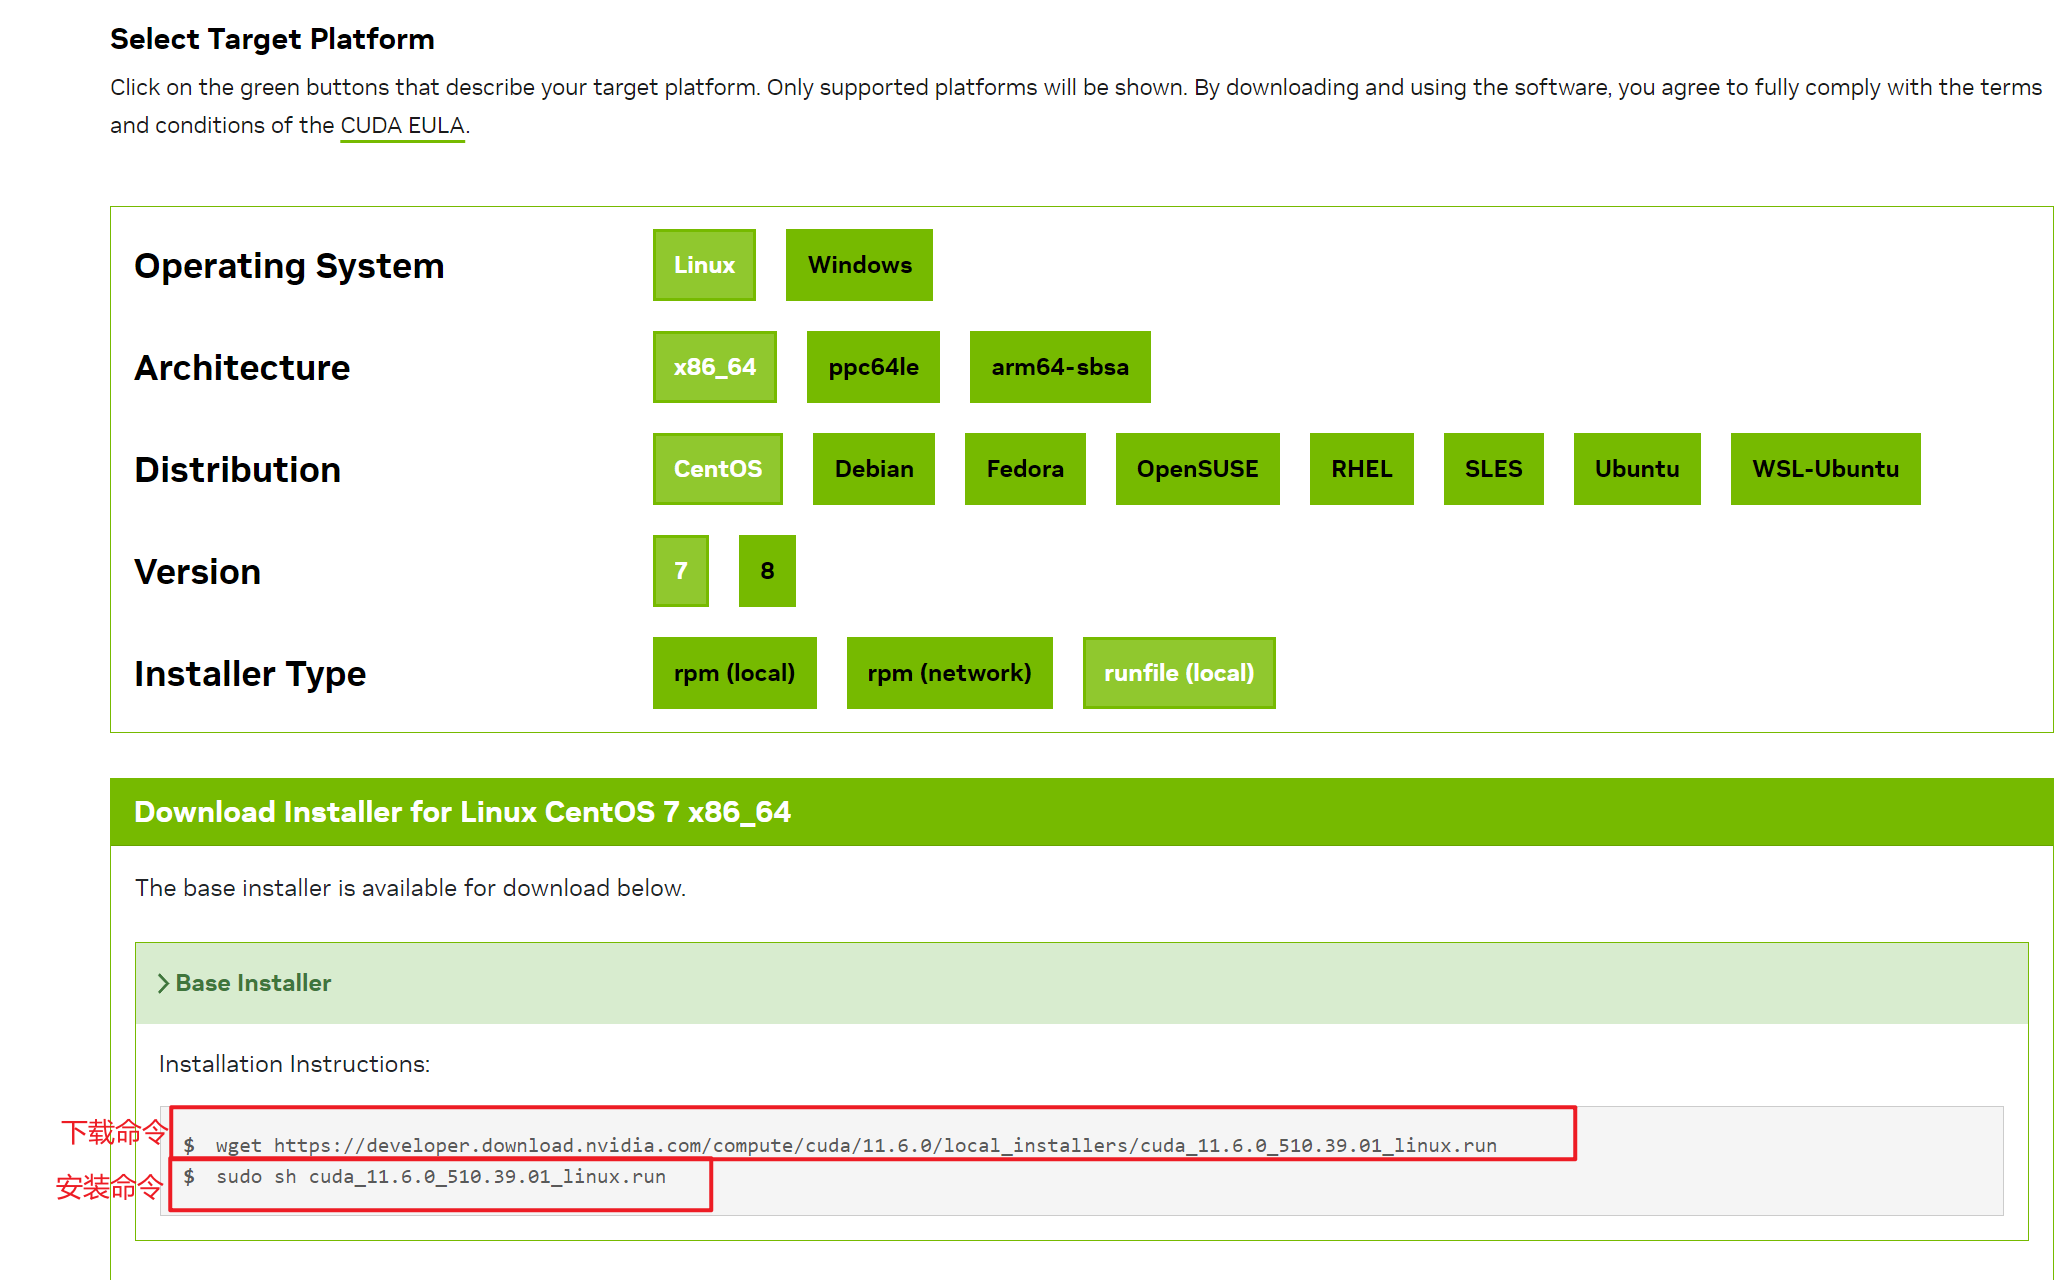 Select Target Platform
Click on the green buttons that describe your target platform. Only supported platforms will be shown. By downloading and using the software, you agree to fully comply with the terms
and conditions of the CUDA EULA.
Operating System Linux Windows
Architecture x86_64 ppc64le arm64-sbsa
Distribution CentOS Debian Fedora OpenSUSE RHEL SLES Ubuntu WSL-Ubuntu
Version 7 8
Installer Type rpm (local) rpm (network) runfile (local)
Download Installer for Linux CentOS 7 x86_64
The base installer is available for download below.
Base Installer
Installation Instructions:
下载命令 $ wget https://developer.download.nvidia.com/compute/cuda/11.6.0/local_installers/cuda_11.6.0_510.39.01_linux.run
安装命令 $ sudo sh cuda_11.6.0_510.39.01_linux.run